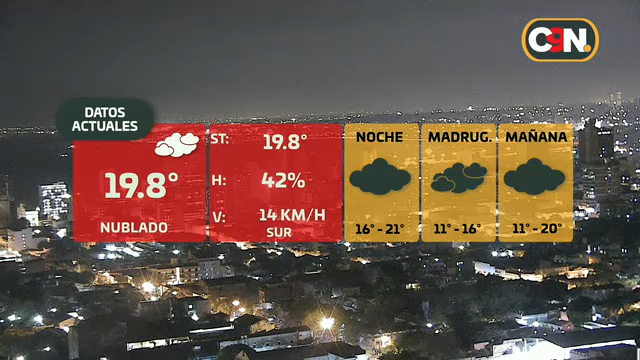 C9N.
DATOS
ACTUALES
19.8°
NUBLADO
ST: 19.8°
H: 42%
V: 14 KM/H
SUR
NOCHE
16° - 21°
MADRUG.
11° - 16°
MAÑANA
11° - 20°